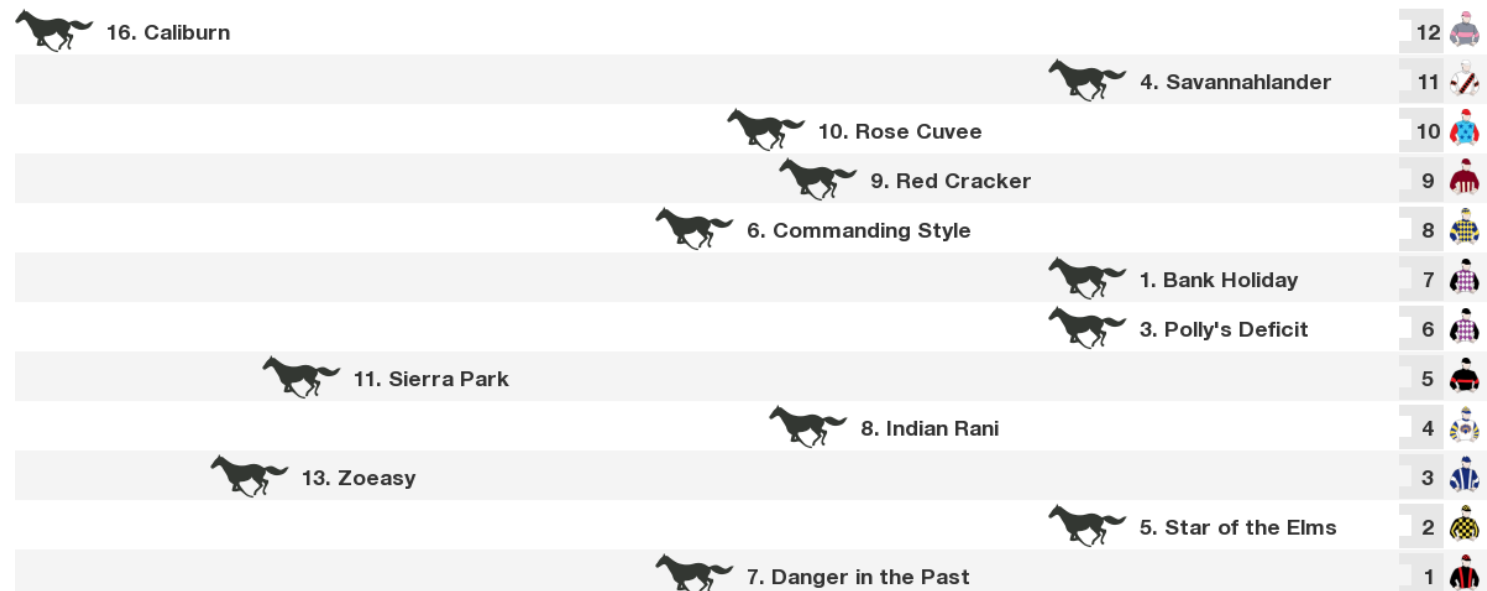 16. Caliburn 12
4. Savannahlander 11
10. Rose Cuvee 10
9. Red Cracker 9
6. Commanding Style 8
1. Bank Holiday 7
3. Polly's Deficit 6
11. Sierra Park 5
8. Indian Rani 4
13. Zoeasy 3
5. Star of the Elms 2
7. Danger in the Past 1